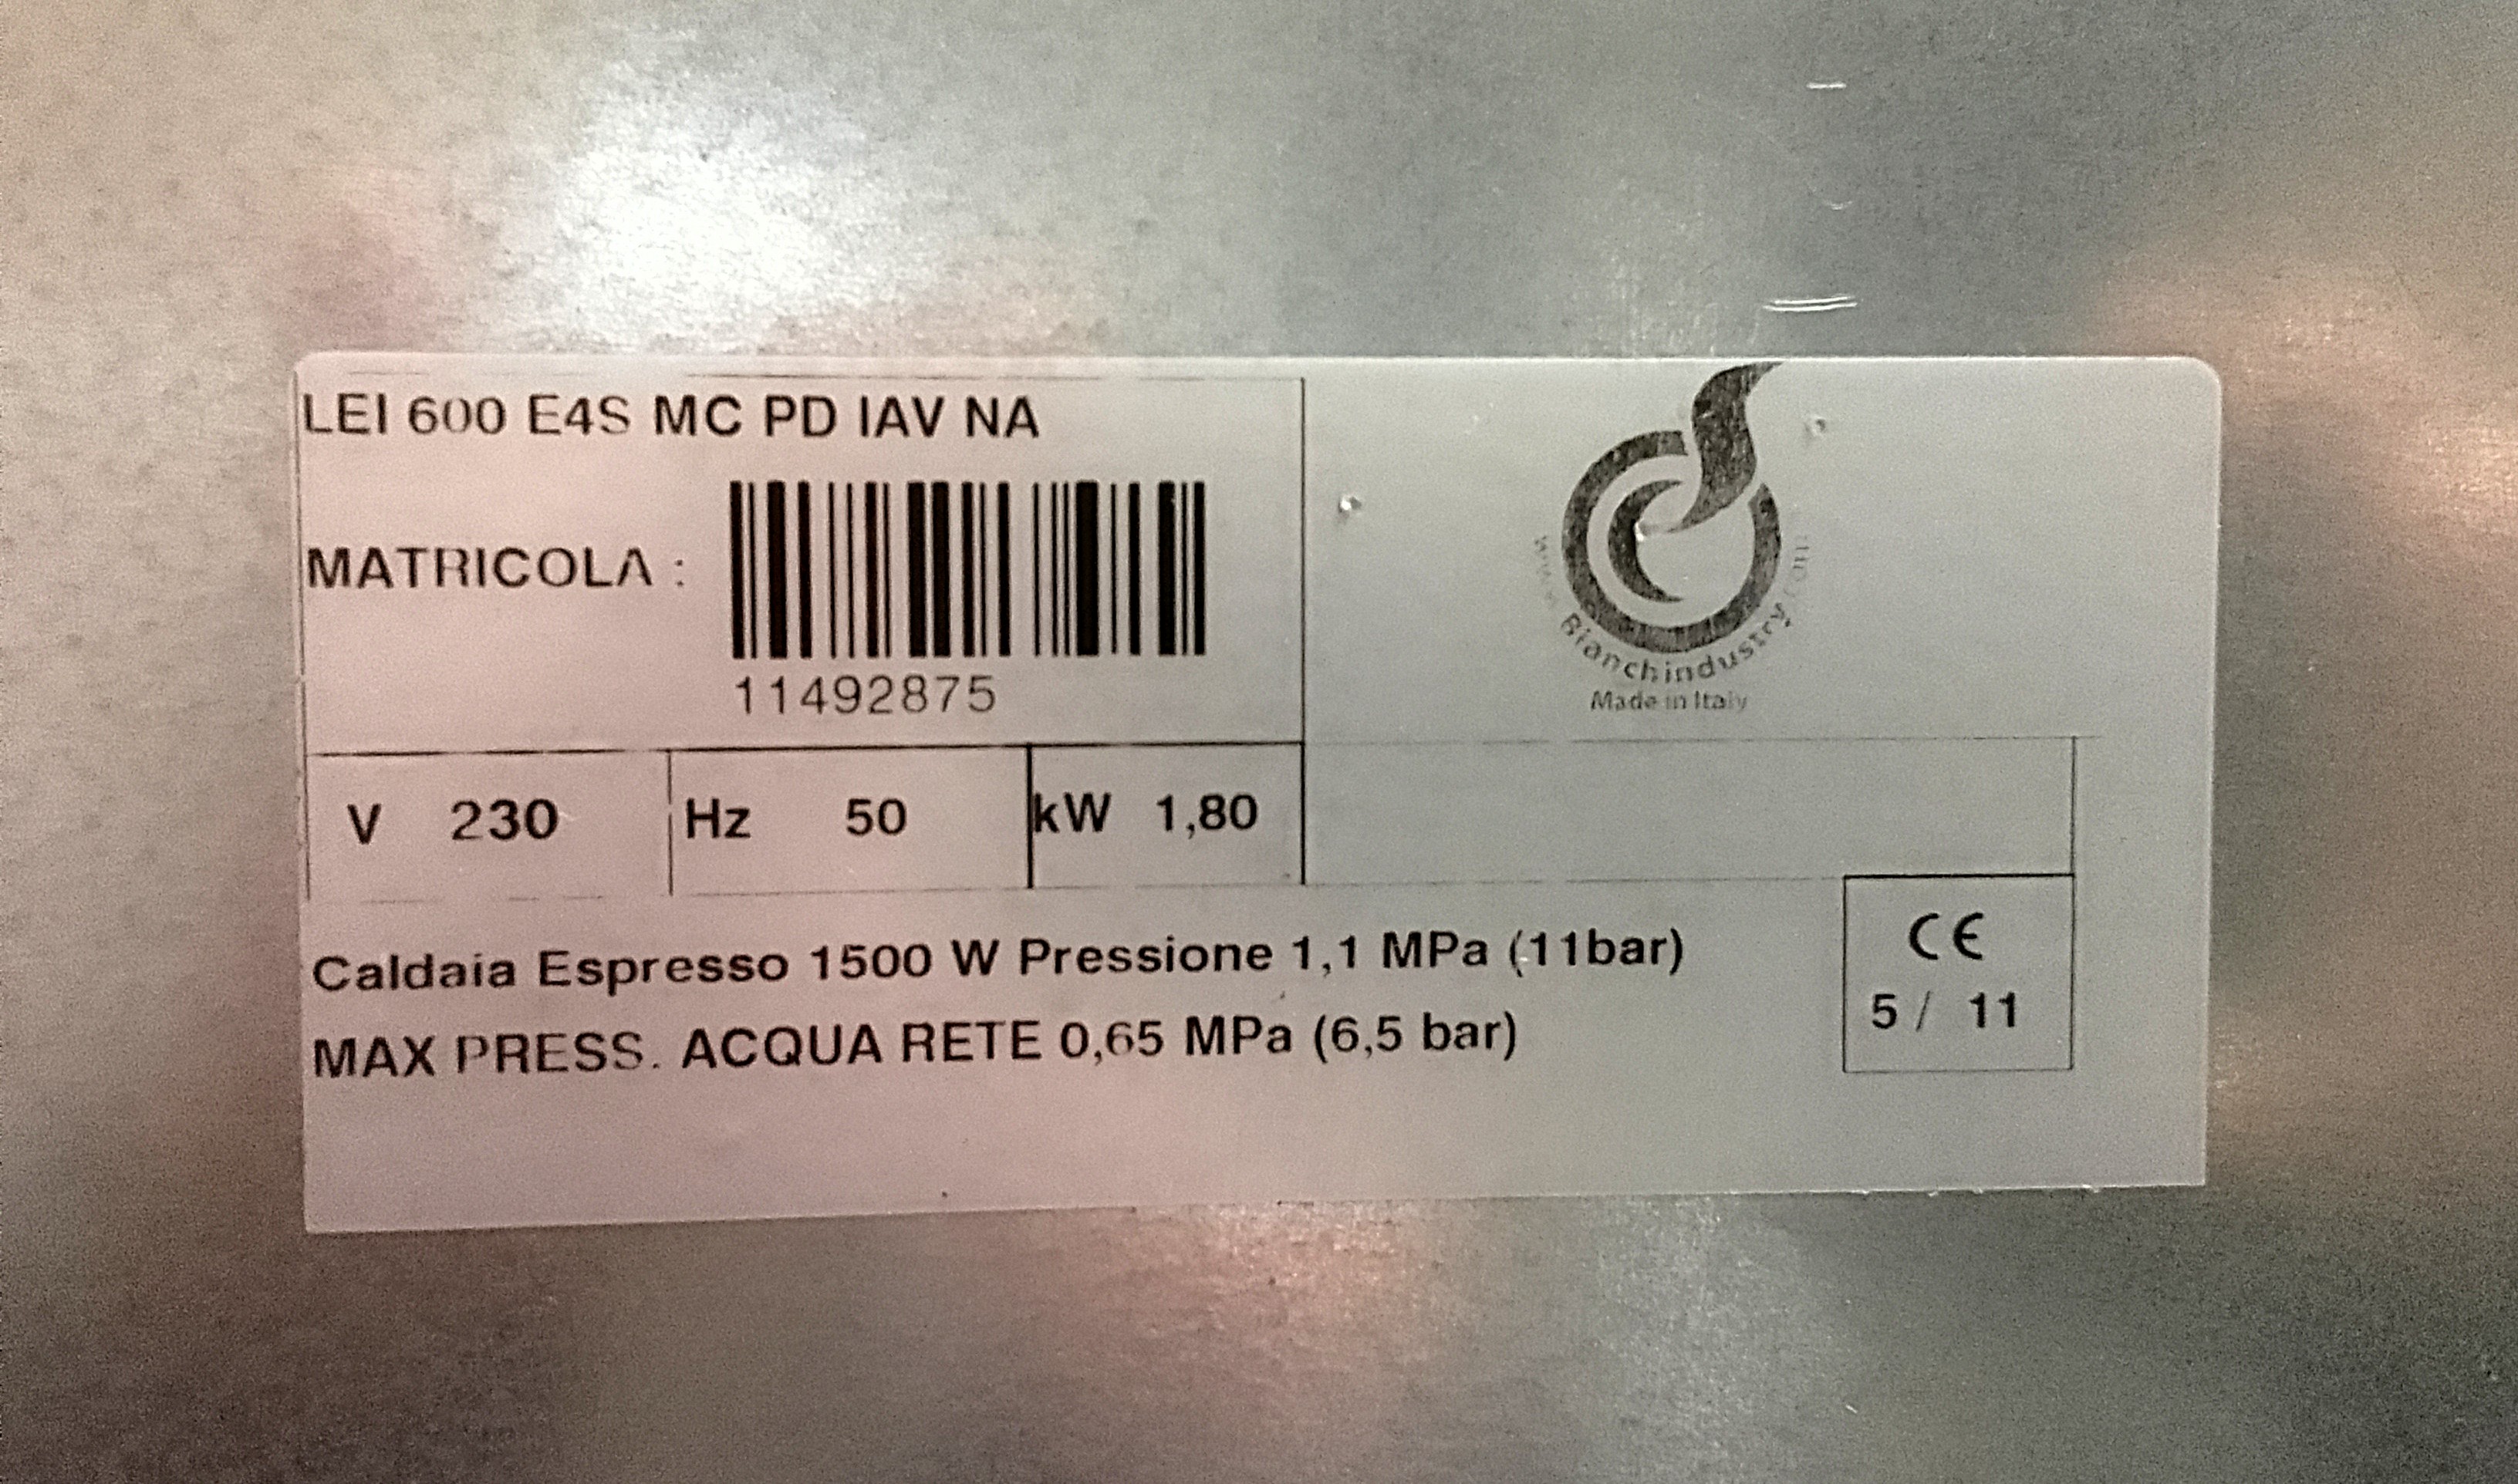 LEI 600 E4S MC PD IAV NA
MATRICOLA :
11492875
www.Bianchindustry.com
Made in Italy
V 230 Hz 50 kW 1,80
Caldaia Espresso 1500 W Pressione 1,1 MPa (11bar)
MAX PRESS. ACQUA RETE 0,65 MPa (6,5 bar)
CE
5 / 11